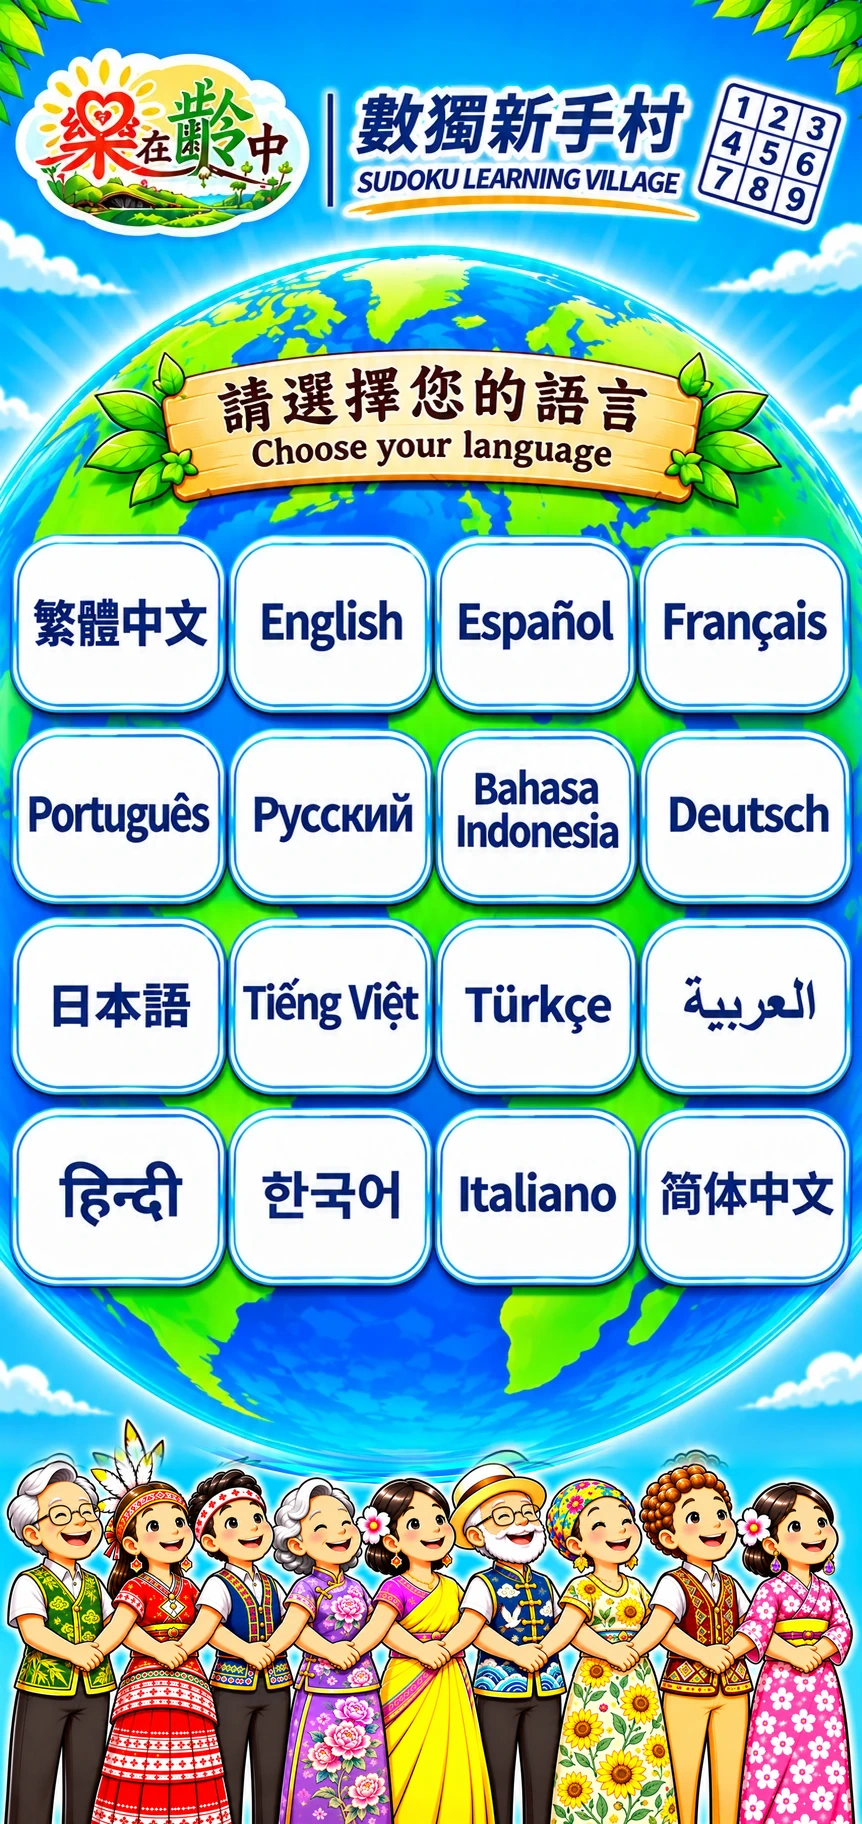 樂在齡中
數獨新手村
SUDOKU LEARNING VILLAGE
1 2 3
4 5 6
7 8 9
請選擇您的語言
Choose your language
繁體中文
English
Español
Français
Português
Русский
Bahasa
Indonesia
Deutsch
日本語
Tiếng Việt
Türkçe
العربية
हिन्दी
한국어
Italiano
简体中文